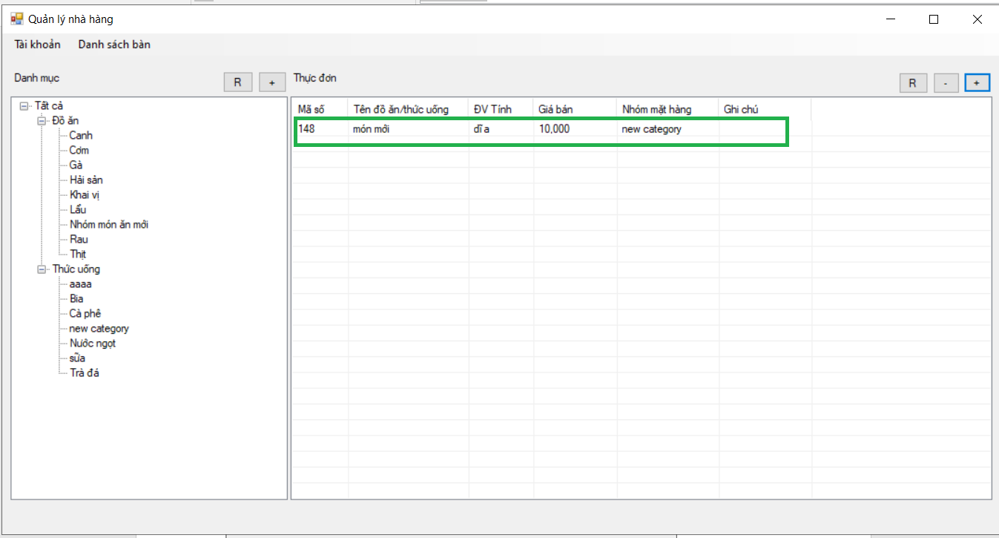 Quản lý nhà hàng
Tài khoản Danh sách bàn
Danh mục R +
Tất cả
Đồ ăn
Canh
Cơm
Gà
Hải sản
Khai vị
Lẩu
Nhóm món ăn mới
Rau
Thịt
Thức uống
aaaa
Bia
Cà phê
new category
Nước ngọt
sữa
Trà đá
Thực đơn R - +
Mã số Tên đồ ăn/thức uống ĐV Tính Giá bán Nhóm mặt hàng Ghi chú
148 món mới dĩa 10,000 new category